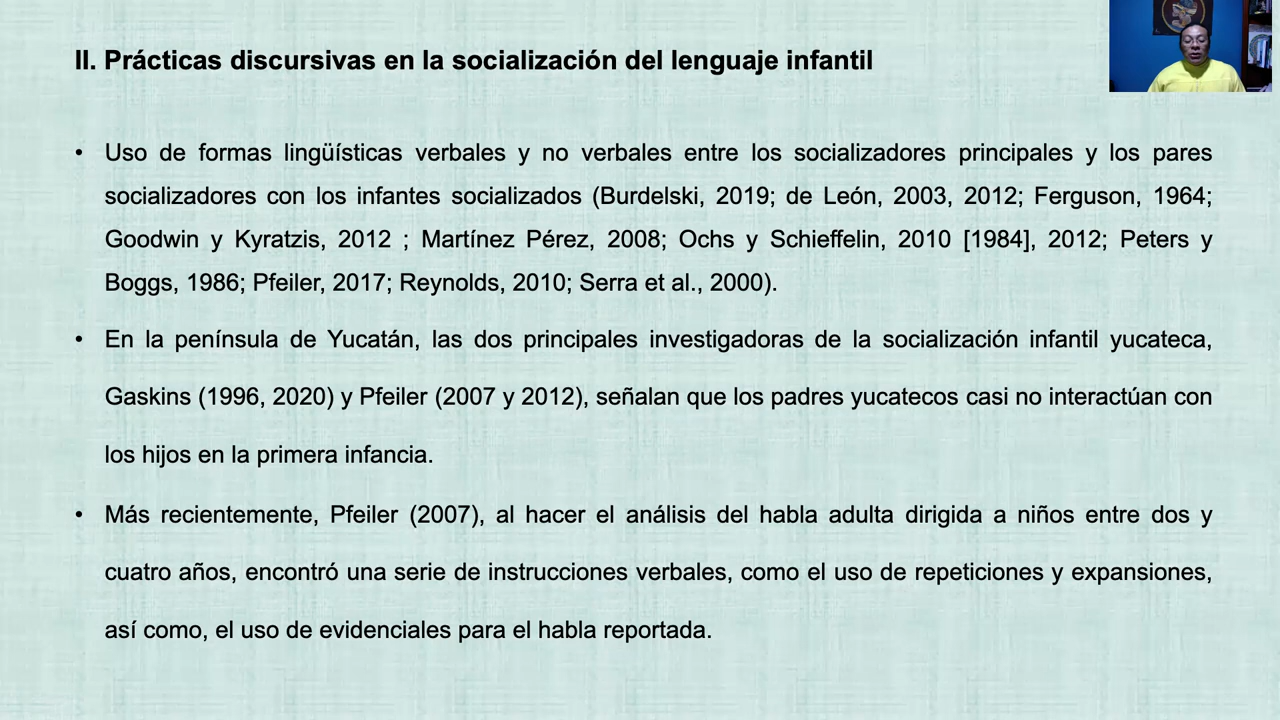 II. Prácticas discursivas en la socialización del lenguaje infantil
• Uso de formas lingüísticas verbales y no verbales entre los socializadores principales y los pares
socializadores con los infantes socializados (Burdelski, 2019; de León, 2003, 2012; Ferguson, 1964;
Goodwin y Kyratzis, 2012 ; Martínez Pérez, 2008; Ochs y Schieffelin, 2010 [1984], 2012; Peters y
Boggs, 1986; Pfeiler, 2017; Reynolds, 2010; Serra et al., 2000).
• En la península de Yucatán, las dos principales investigadoras de la socialización infantil yucateca,
Gaskins (1996, 2020) y Pfeiler (2007 y 2012), señalan que los padres yucatecos casi no interactúan con
los hijos en la primera infancia.
• Más recientemente, Pfeiler (2007), al hacer el análisis del habla adulta dirigida a niños entre dos y
cuatro años, encontró una serie de instrucciones verbales, como el uso de repeticiones y expansiones,
así como, el uso de evidenciales para el habla reportada.